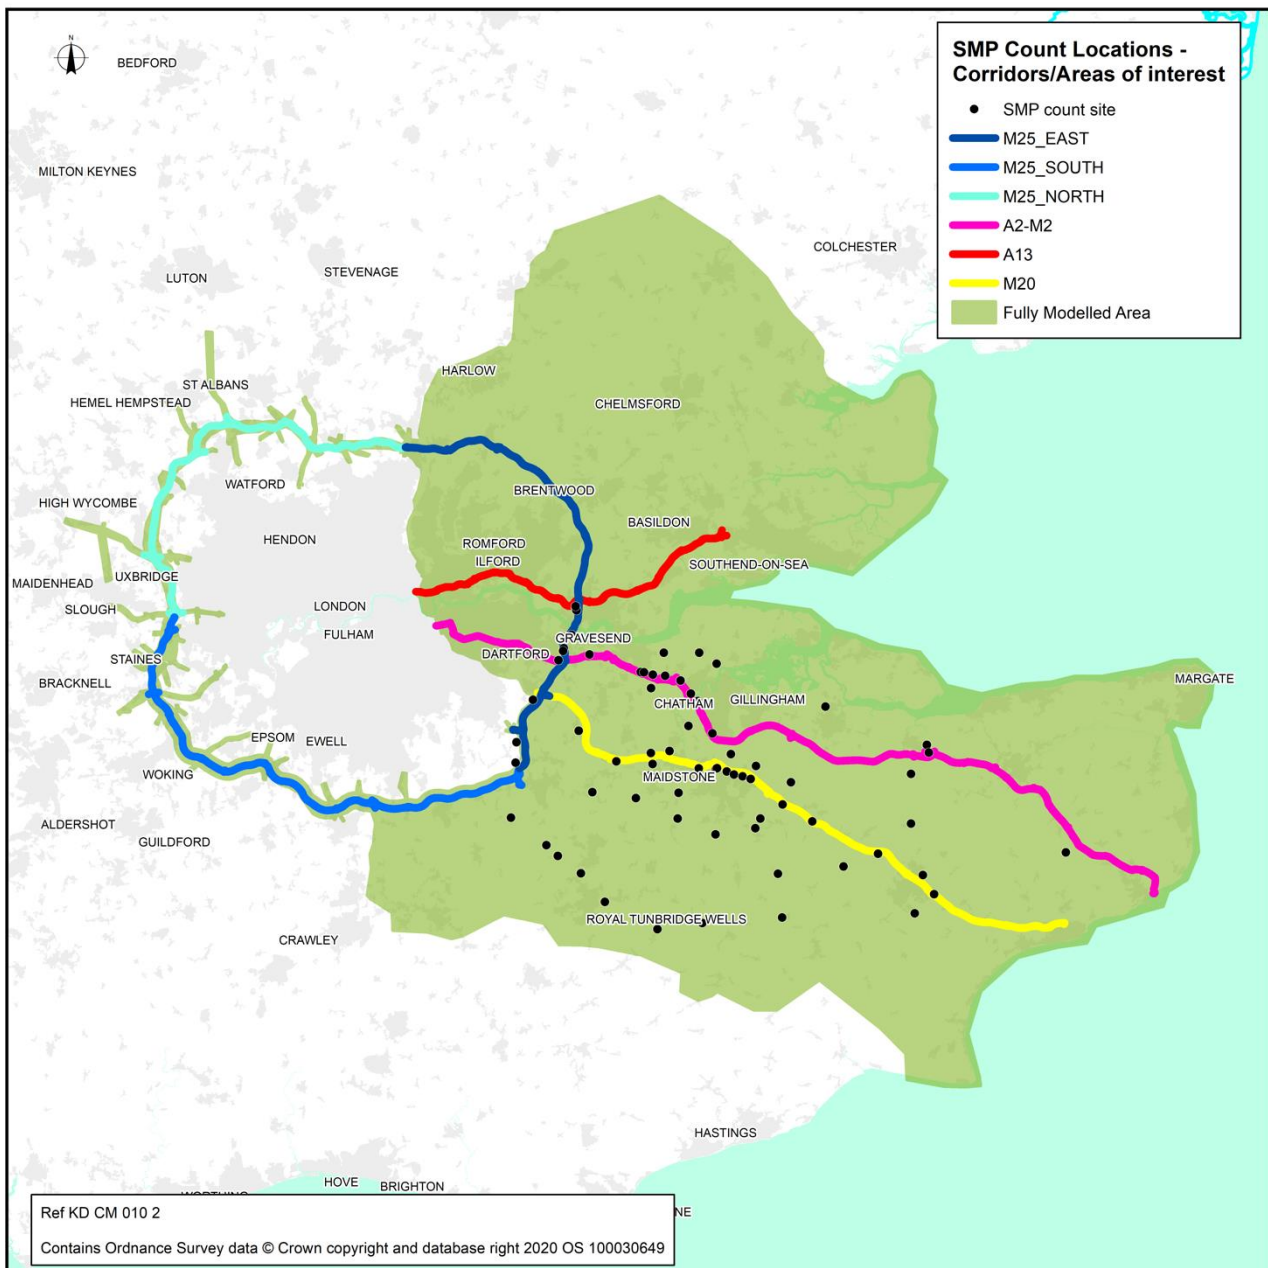 SMP Count Locations -
Corridors/Areas of interest
SMP count site
M25_EAST
M25_SOUTH
M25_NORTH
A2-M2
A13
M20
Fully Modelled Area
N
BEDFORD
MILTON KEYNES
COLCHESTER
LUTON
STEVENAGE
HARLOW
ST ALBANS
HEMEL HEMPSTEAD
CHELMSFORD
WATFORD
BRENTWOOD
HIGH WYCOMBE
BASILDON
HENDON
ROMFORD
ILFORD
SOUTHEND-ON-SEA
UXBRIDGE
MAIDENHEAD
SLOUGH
LONDON
FULHAM
GRAVESEND
DARTFORD
STAINES
BRACKNELL
MARGATE
CHATHAM
GILLINGHAM
EPSOM
EWELL
WOKING
MAIDSTONE
ALDERSHOT
GUILDFORD
ROYAL TUNBRIDGE WELLS
CRAWLEY
HASTINGS
HOVE
BRIGHTON
NE
Ref KD CM 010 2
Contains Ordnance Survey data © Crown copyright and database right 2020 OS 100030649